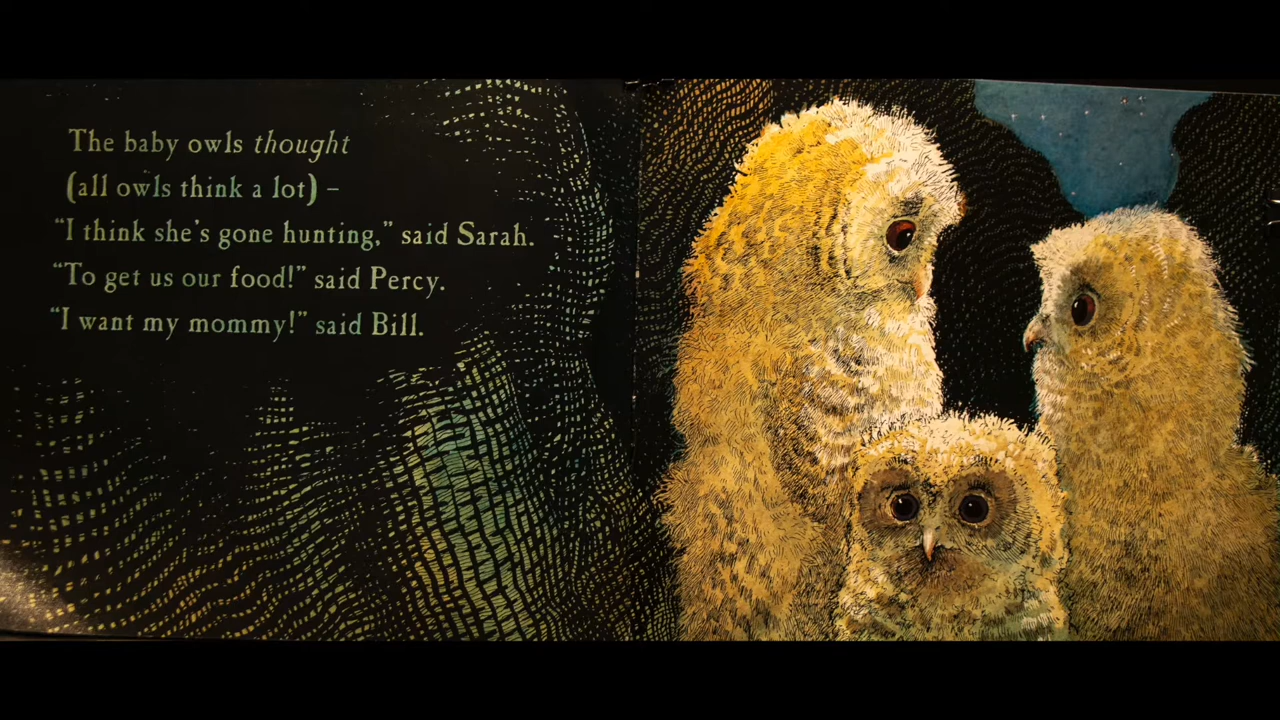 The baby owls thought
(all owls think a lot) –
“I think she’s gone hunting,” said Sarah.
“To get us our food!” said Percy.
“I want my mommy!” said Bill.